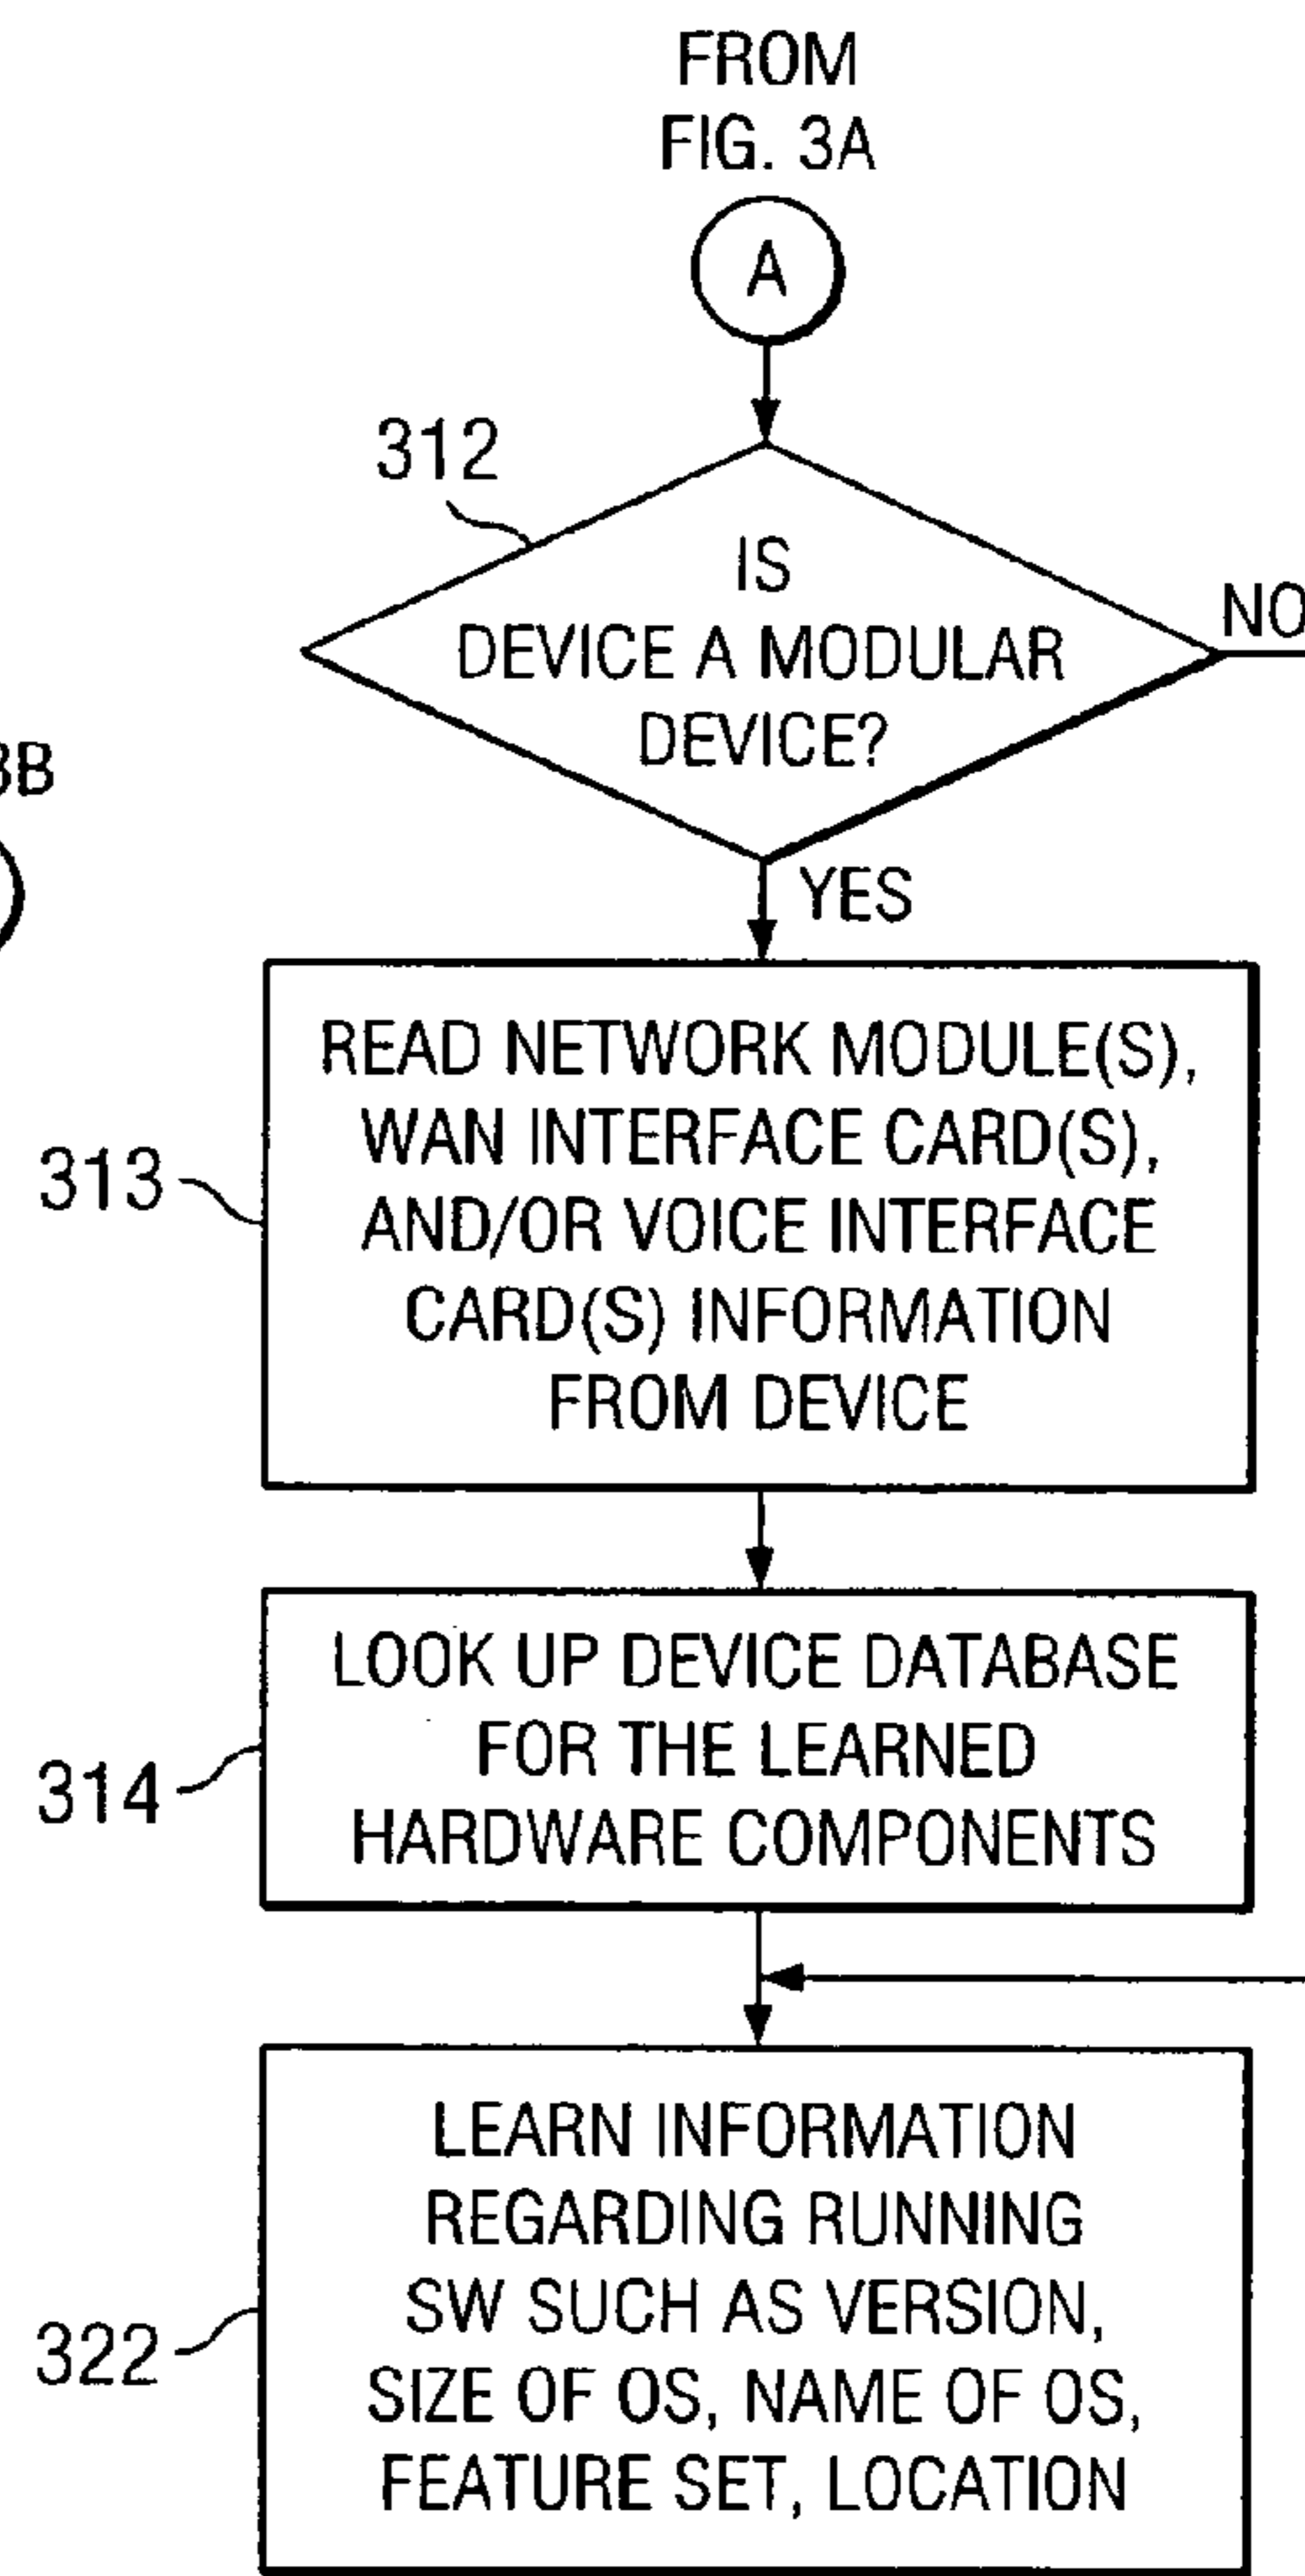 FROM
FIG. 3A
A
312
IS
DEVICE A MODULAR
DEVICE?
NO
3B
YES
313
READ NETWORK MODULE(S),
WAN INTERFACE CARD(S),
AND/OR VOICE INTERFACE
CARD(S) INFORMATION
FROM DEVICE
314
LOOK UP DEVICE DATABASE
FOR THE LEARNED
HARDWARE COMPONENTS
322
LEARN INFORMATION
REGARDING RUNNING
SW SUCH AS VERSION,
SIZE OF OS, NAME OF OS,
FEATURE SET, LOCATION